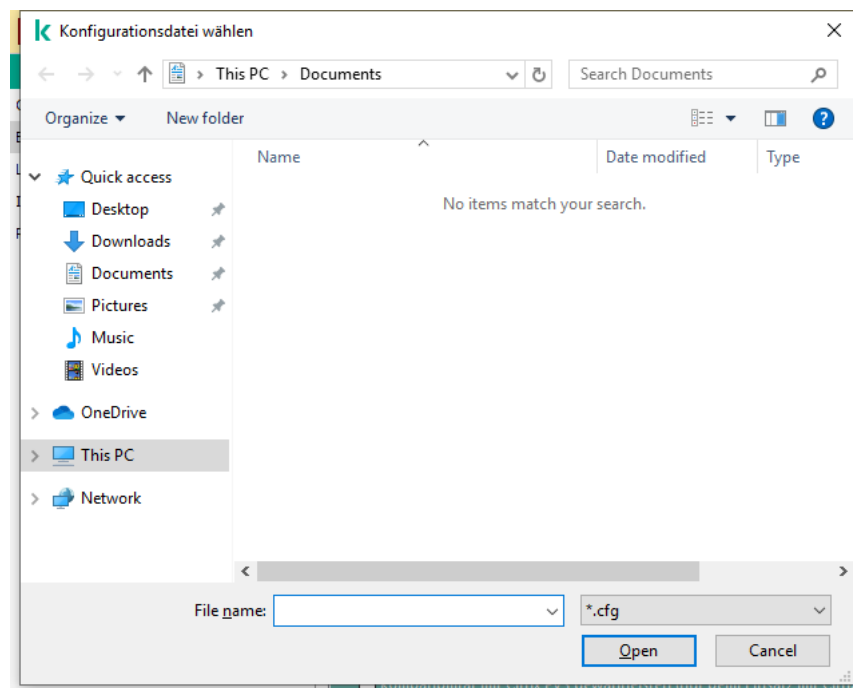 Konfigurationsdatei wählen
This PC > Documents
Search Documents
Organize
New folder
Name
Date modified
Type
Quick access
No items match your search.
Desktop
Downloads
Documents
Pictures
Music
Videos
OneDrive
This PC
Network
File name:
*.cfg
Open
Cancel